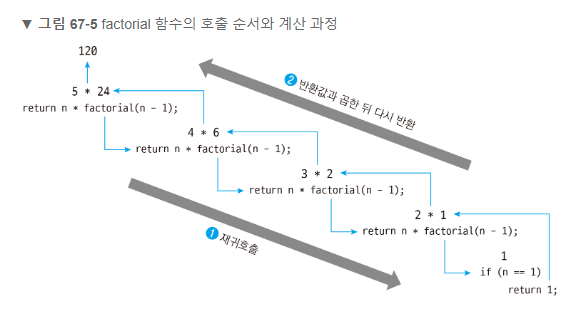 ▼ 그림 67-5 factorial 함수의 호출 순서와 계산 과정
120
5 * 24
return n * factorial(n - 1);
❷ 반환값과 곱한 뒤 다시 반환
4 * 6
return n * factorial(n - 1);
3 * 2
return n * factorial(n - 1);
2 * 1
return n * factorial(n - 1);
❶ 재귀호출
1
if (n == 1)
return 1;